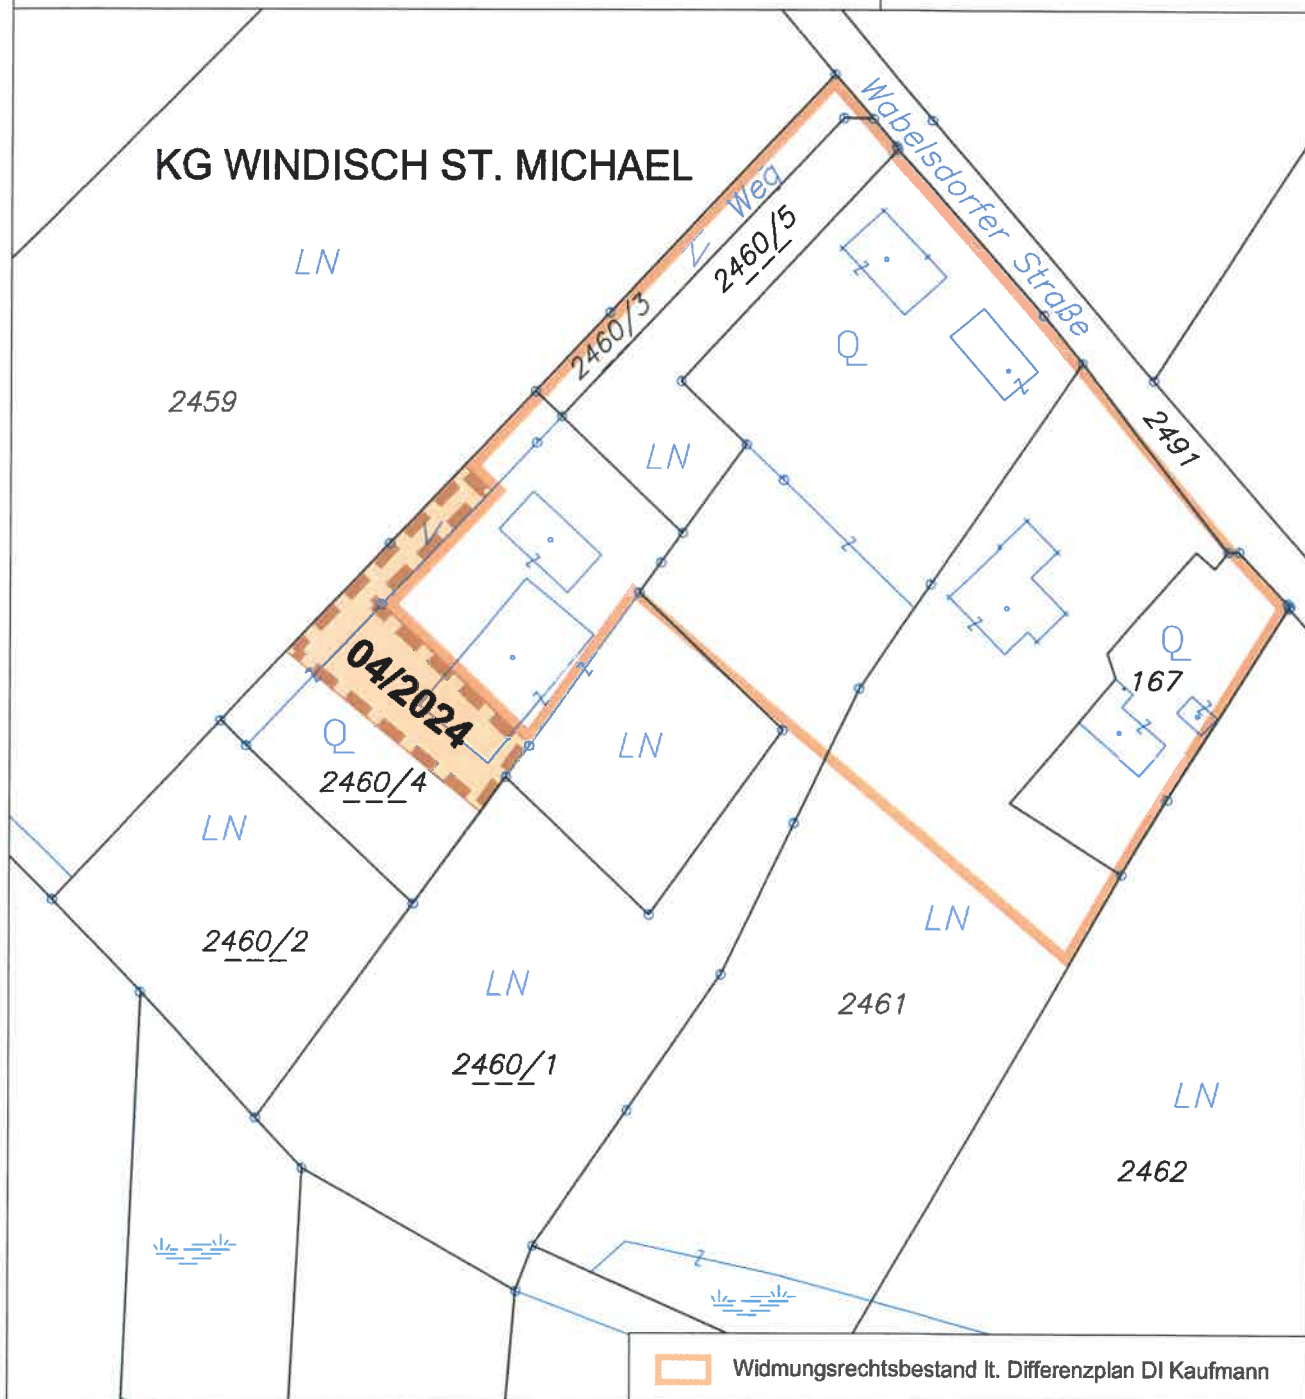 KG WINDISCH ST. MICHAEL
Wabelsdorfer Straße
Weg
2460/5
LN
2460/3
2459
LN
2491
167
04/2024
LN
2460/4
LN
LN
2460/2
LN
2461
2460/1
LN
2462
Widmungsrechtsbestand lt. Differenzplan DI Kaufmann